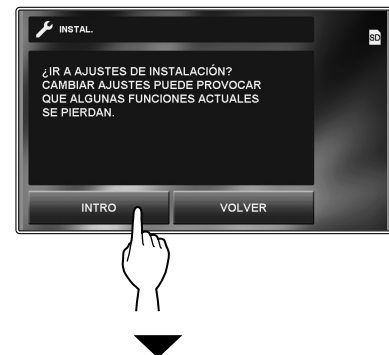 INSTAL.
SD
¿IR A AJUSTES DE INSTALACIÓN?
CAMBIAR AJUSTES PUEDE PROVOCAR
QUE ALGUNAS FUNCIONES ACTUALES
SE PIERDAN.
INTRO
VOLVER